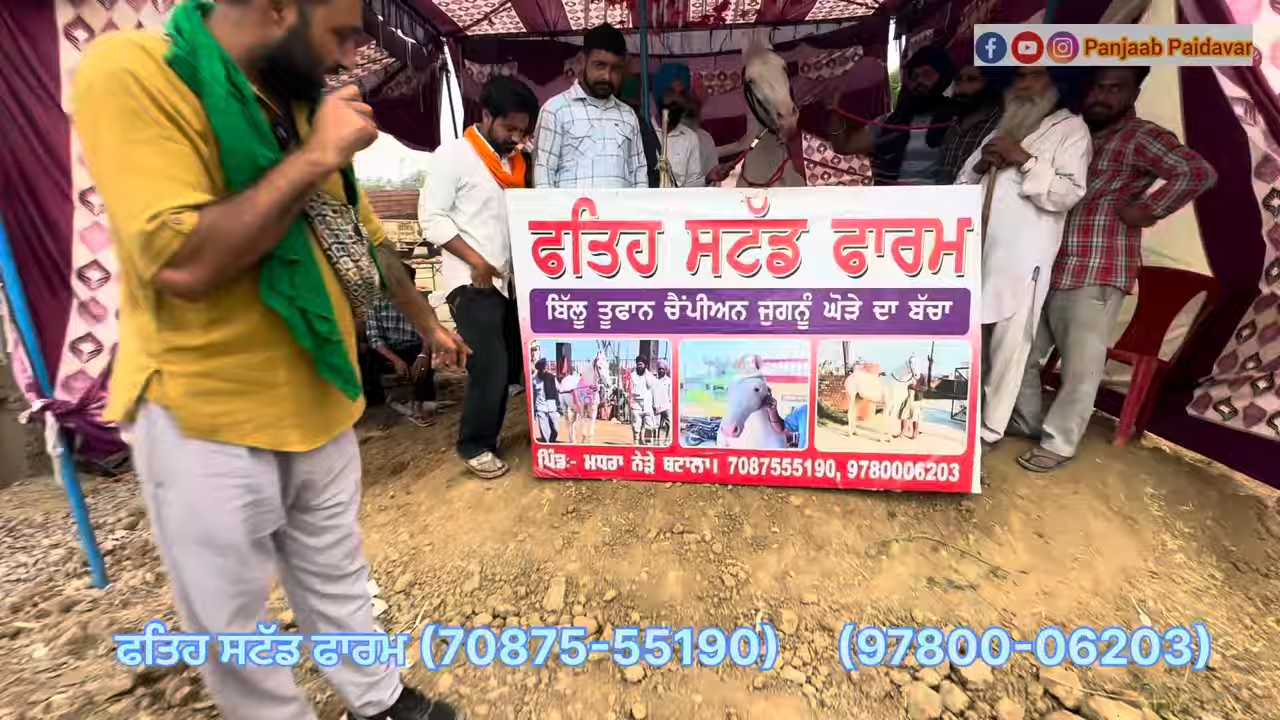 Panjaab Paidavar
ਫਤਿਹ ਸਟੱਡ ਫਾਰਮ
ਬਿੱਲੂ ਤੂਫਾਨ ਚੈਂਪੀਅਨ ਜੁਗਨੂੰ ਘੋੜੇ ਦਾ ਬੱਚਾ
ਪਿੰਡ:- ਮਧਰਾ ਨੇੜੇ ਬਟਾਲਾ। 7087555190, 9780006203
ਫਤਿਹ ਸਟੱਡ ਫਾਰਮ (70875-55190) (97800-06203)